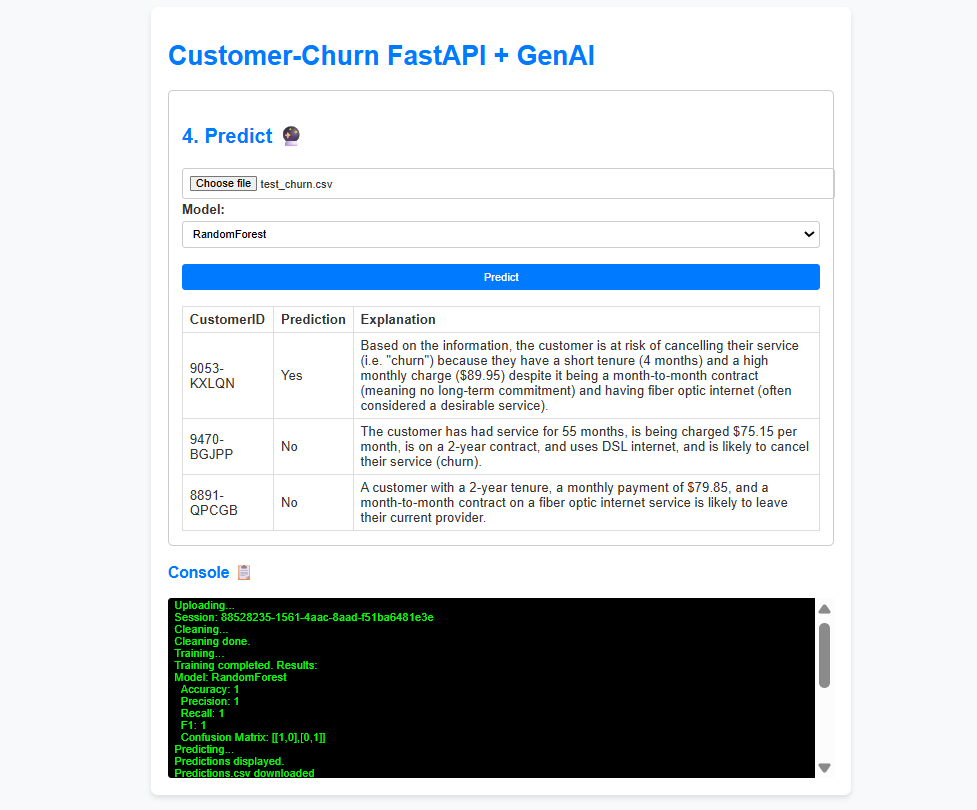 Customer-Churn FastAPI + GenAI
4. Predict
Choose file test_churn.csv
Model:
RandomForest
Predict
CustomerID Prediction Explanation
9053-
KXLQN
Yes
Based on the information, the customer is at risk of cancelling their service
(i.e. "churn") because they have a short tenure (4 months) and a high
monthly charge ($89.95) despite it being a month-to-month contract
(meaning no long-term commitment) and having fiber optic internet (often
considered a desirable service).
9470-
BGJPP
No
The customer has had service for 55 months, is being charged $75.15 per
month, is on a 2-year contract, and uses DSL internet, and is likely to cancel
their service (churn).
8891-
QPCGB
No
A customer with a 2-year tenure, a monthly payment of $79.85, and a
month-to-month contract on a fiber optic internet service is likely to leave
their current provider.
Console
Uploading...
Session: 88528235-1561-4aac-8aad-f51ba6481e3e
Cleaning...
Cleaning done.
Training...
Training completed. Results:
Model: RandomForest
Accuracy: 1
Precision: 1
Recall: 1
F1: 1
Confusion Matrix: [[1,0],[0,1]]
Predicting...
Predictions displayed.
Predictions.csv downloaded